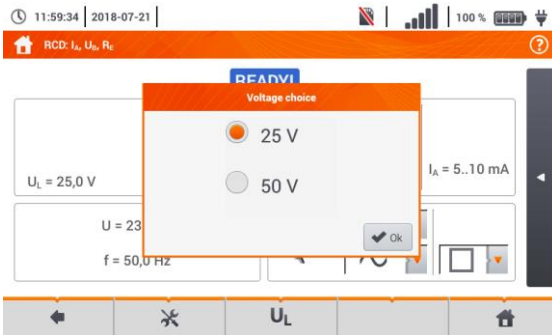 11:59:34 2018-07-21 100 %
RCD: IA, UB, RE
READY!
Voltage choice
25 V
50 V
UL = 25,0 V
IA = 5..10 mA
U = 23
Ok
f = 50,0 Hz
UL